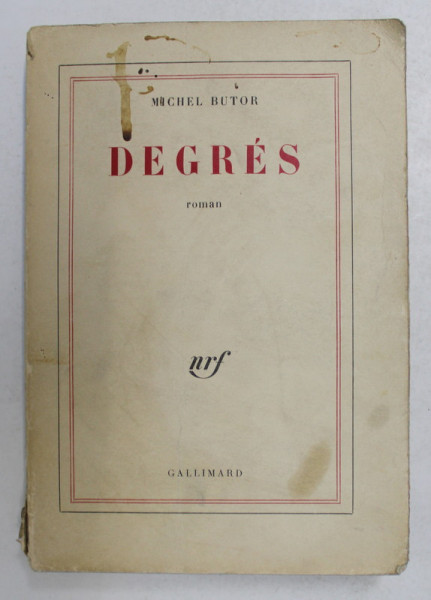 MICHEL BUTOR
DEGRÉS
roman
nrf
GALLIMARD